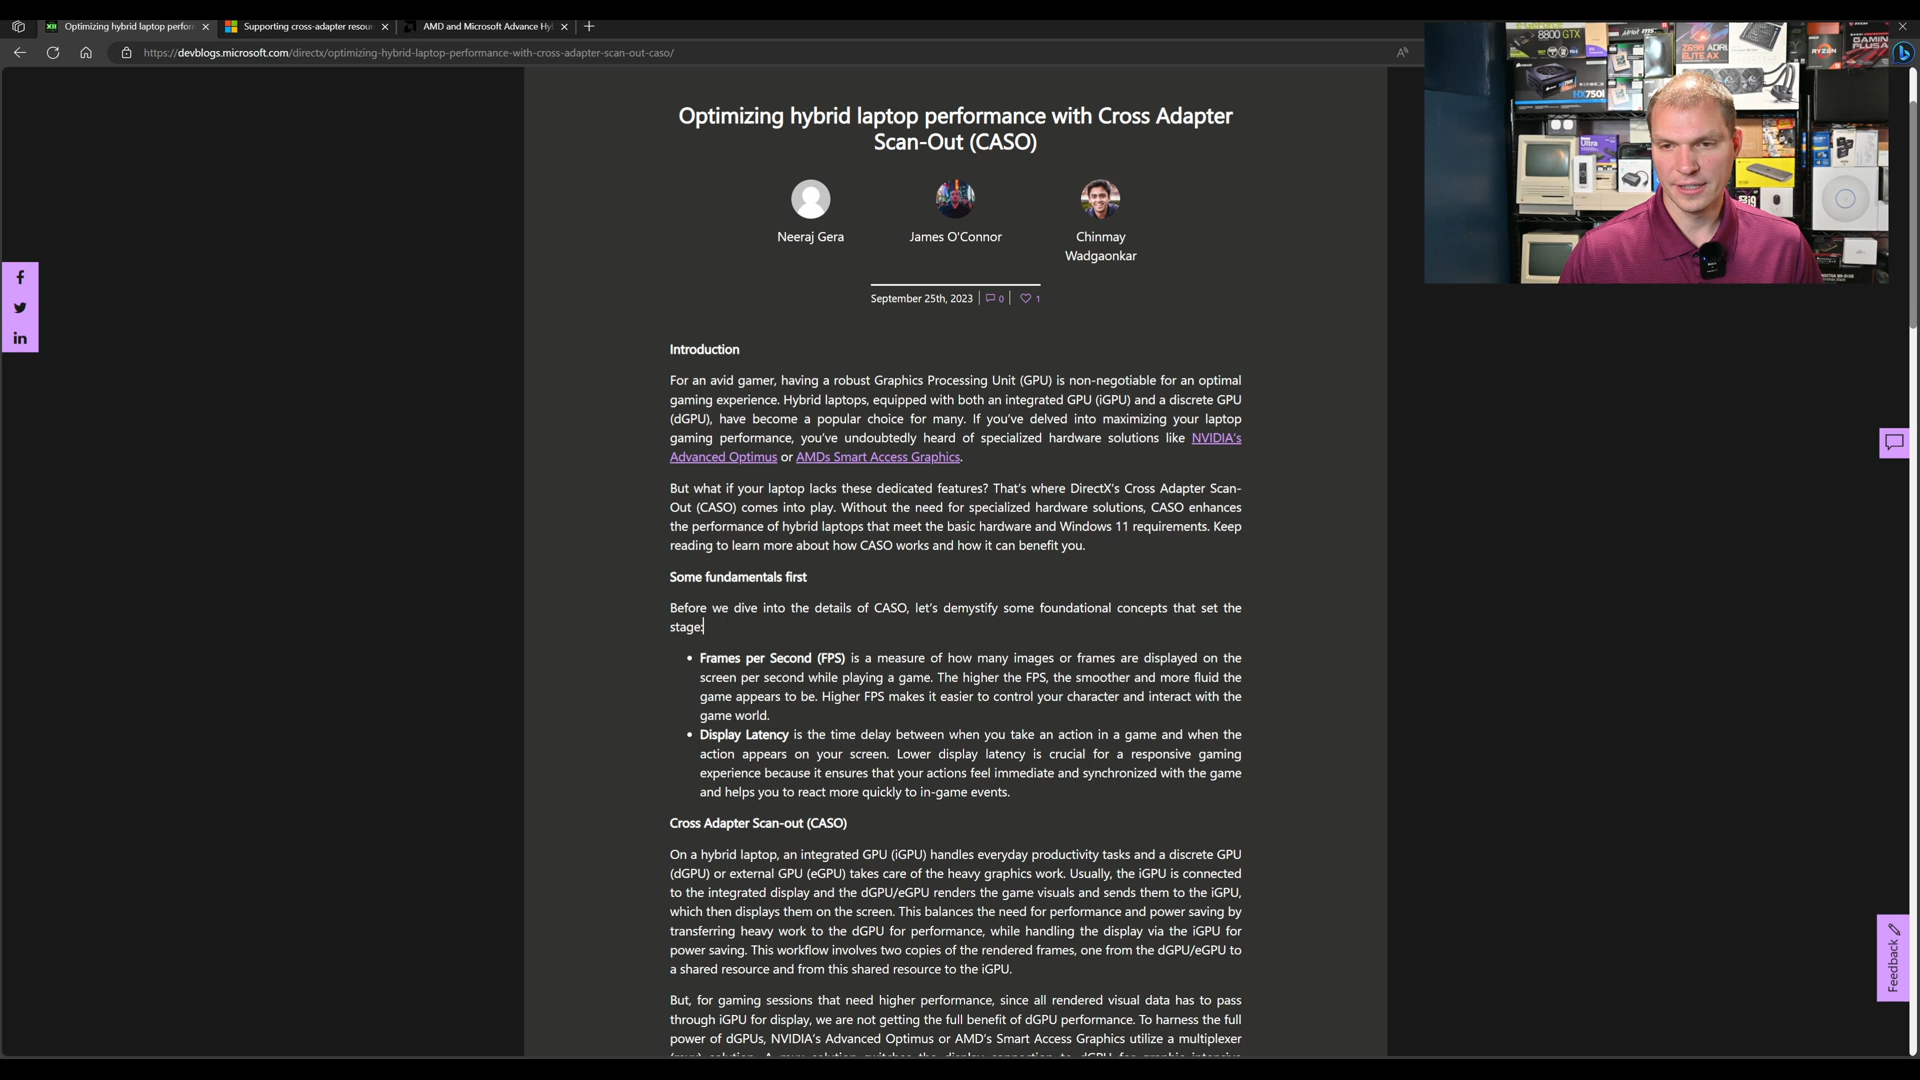 Optimizing hybrid laptop perforn
Supporting cross-adapter resou
AMD and Microsoft Advance Hy
https://devblogs.microsoft.com/directx/optimizing-hybrid-laptop-performance-with-cross-adapter-scan-out-caso/
Optimizing hybrid laptop performance with Cross Adapter
Scan-Out (CASO)
Neeraj Gera
James O'Connor
Chinmay
Wadgaonkar
September 25th, 2023
0
1
Introduction
For an avid gamer, having a robust Graphics Processing Unit (GPU) is non-negotiable for an optimal
gaming experience. Hybrid laptops, equipped with both an integrated GPU (iGPU) and a discrete GPU
(dGPU), have become a popular choice for many. If you've delved into maximizing your laptop
gaming performance, you've undoubtedly heard of specialized hardware solutions like NVIDIA's
Advanced Optimus or AMDs Smart Access Graphics.
But what if your laptop lacks these dedicated features? That's where DirectX's Cross Adapter Scan-
Out (CASO) comes into play. Without the need for specialized hardware solutions, CASO enhances
the performance of hybrid laptops that meet the basic hardware and Windows 11 requirements. Keep
reading to learn more about how CASO works and how it can benefit you.
Some fundamentals first
Before we dive into the details of CASO, let's demystify some foundational concepts that set the
stage:
• Frames per Second (FPS) is a measure of how many images or frames are displayed on the
screen per second while playing a game. The higher the FPS, the smoother and more fluid the
game appears to be. Higher FPS makes it easier to control your character and interact with the
game world.
• Display Latency is the time delay between when you take an action in a game and when the
action appears on your screen. Lower display latency is crucial for a responsive gaming
experience because it ensures that your actions feel immediate and synchronized with the game
and helps you to react more quickly to in-game events.
Cross Adapter Scan-out (CASO)
On a hybrid laptop, an integrated GPU (iGPU) handles everyday productivity tasks and a discrete GPU
(dGPU) or external GPU (eGPU) takes care of the heavy graphics work. Usually, the iGPU is connected
to the integrated display and the dGPU/eGPU renders the game visuals and sends them to the iGPU,
which then displays them on the screen. This balances the need for performance and power saving by
transferring heavy work to the dGPU for performance, while handling the display via the iGPU for
power saving. This workflow involves two copies of the rendered frames, one from the dGPU/eGPU to
a shared resource and from this shared resource to the iGPU.
But, for gaming sessions that need higher performance, since all rendered visual data has to pass
through iGPU for display, we are not getting the full benefit of dGPU performance. To harness the full
power of dGPUs, NVIDIA's Advanced Optimus or AMD's Smart Access Graphics utilize a multiplexer
Feedback
8800 GTX
HX750I
Z690
ELITE AX
RYZEN
GAMING
Ultra